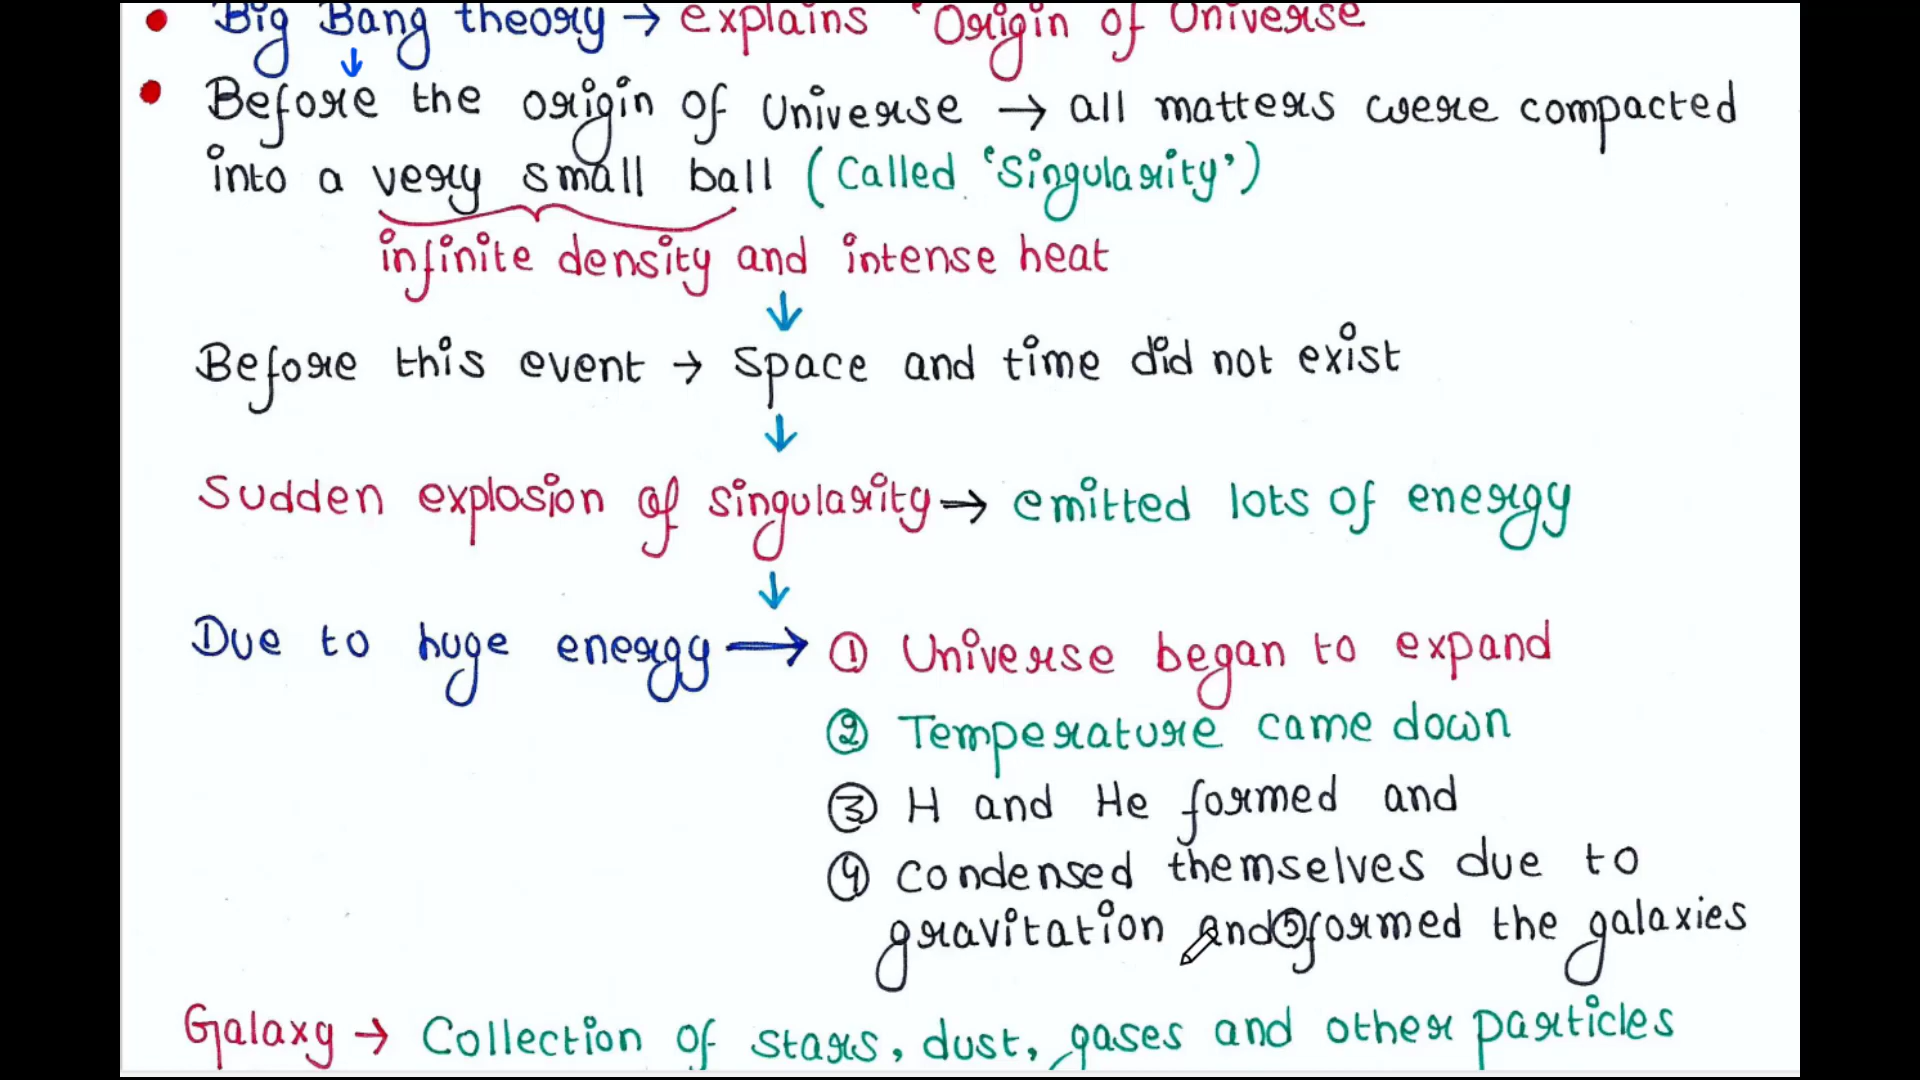 • Big Bang theory → explains 'Origin of Universe
↓
• Before the origin of Universe → all matters were compacted
into a very small ball (Called 'Singularity')
infinite density and intense heat
↓
Before this event → Space and time did not exist
↓
Sudden explosion of singularity → emitted lots of energy
↓
Due to huge energy → ① Universe began to expand
② Temperature came down
③ H and He formed and
④ Condensed themselves due to
gravitation and ⑤ formed the galaxies
Galaxy → Collection of stars, dust, gases and other particles